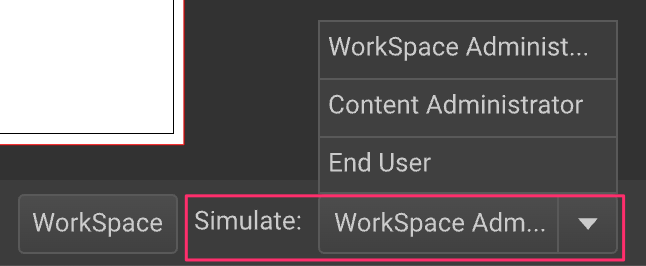 WorkSpace Administ...
Content Administrator
End User
WorkSpace
Simulate:
WorkSpace Adm...